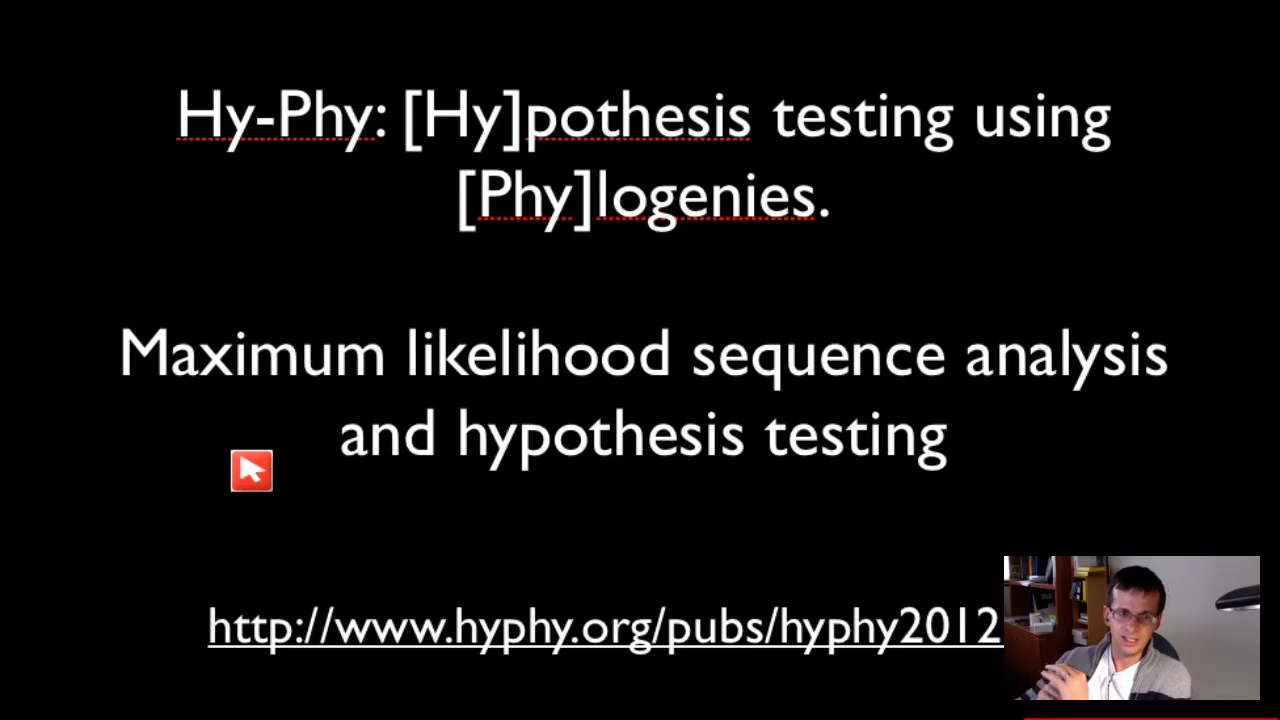 Hy-Phy: [Hy]pothesis testing using
[Phy]logenies.
Maximum likelihood sequence analysis
and hypothesis testing
http://www.hyphy.org/pubs/hyphy2012